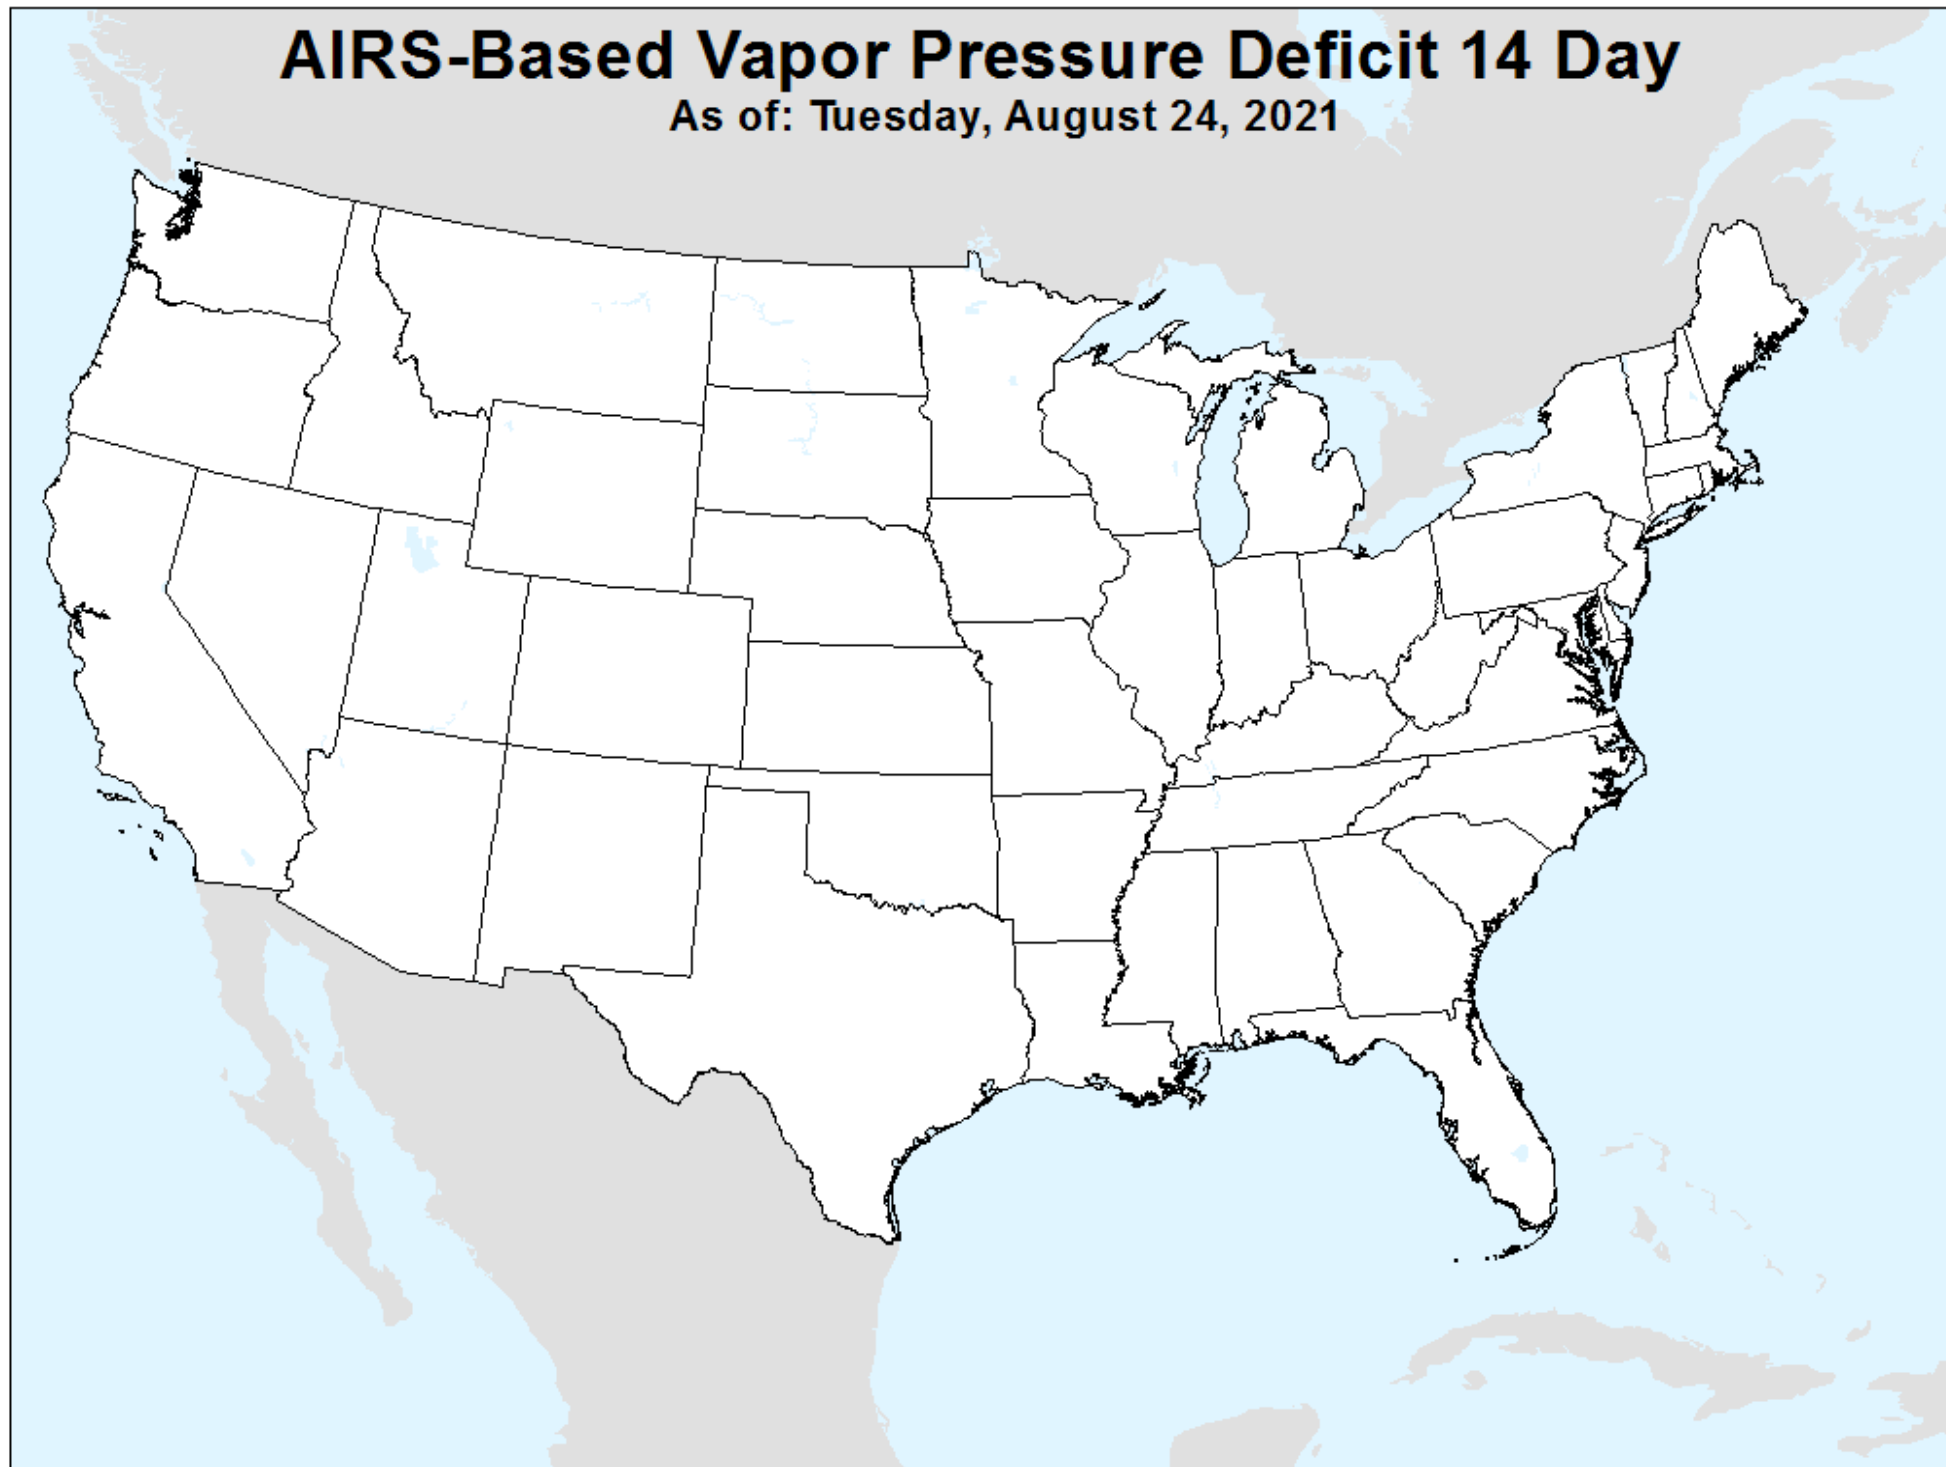 AIRS-Based Vapor Pressure Deficit 14 Day
As of: Tuesday, August 24, 2021